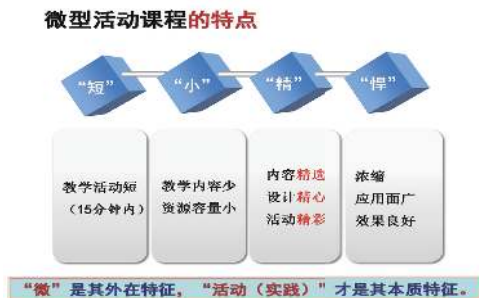 微型活动课程的特点
“短”
“小”
“精”
“悍”
教学活动短
（15分钟内）
教学内容少
资源容量小
内容精选
设计精心
活动精彩
浓缩
应用面广
效果良好
“微”是其外在特征，“活动（实践）”才是其本质特征。